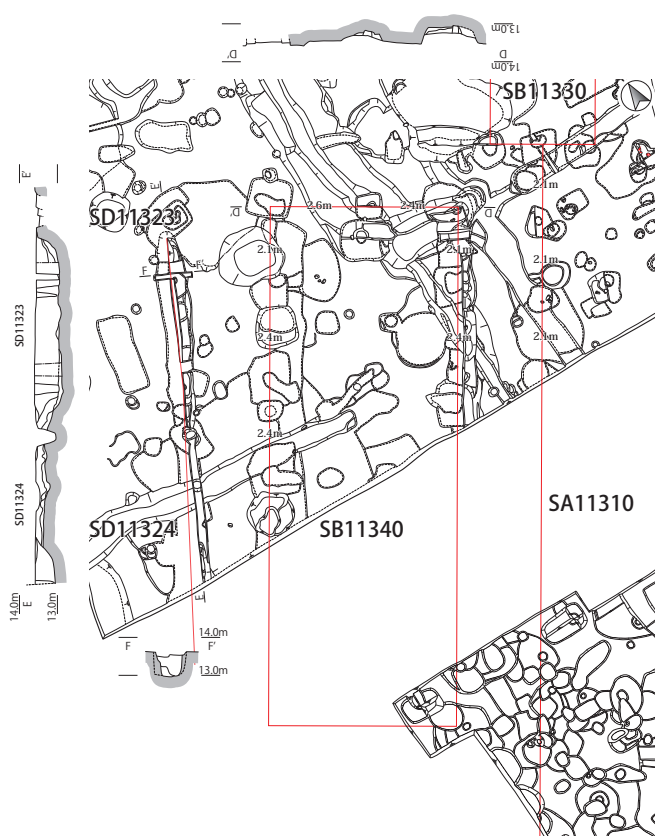 D'
D
13.0m
14.0m
SB11330
E'
SD11323
SD11324
14.0m
E
13.0m
SD11323
E'
D'
D
2.6m
2.4m
2.1m
2.1m
2.1m
2.1m
F
F'
2.4m
2.4m
2.1m
2.4m
SA11310
SD11324
SB11340
E
F
14.0m
F'
13.0m